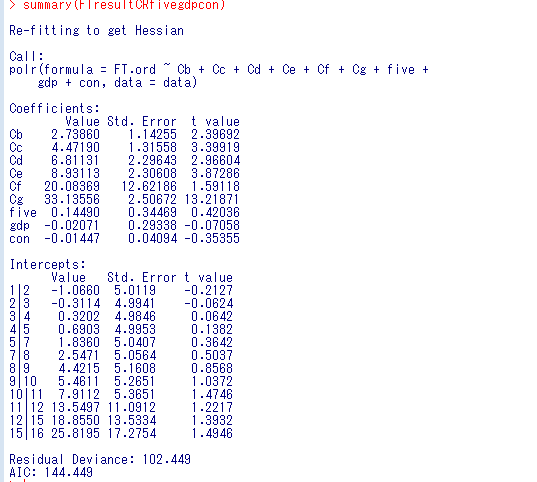 > summary(FTresultCRfivegdpcon)
Re-fitting to get Hessian
Call:
polr(formula = FT.ord ~ Cb + Cc + Cd + Ce + Cf + Cg + five +
gdp + con, data = data)
Coefficients:
Value Std. Error t value
Cb 2.73860 1.14255 2.39692
Cc 4.47190 1.31558 3.39919
Cd 6.81131 2.29643 2.96604
Ce 8.93113 2.30608 3.87286
Cf 20.08369 12.62186 1.59118
Cg 33.13556 2.50672 13.21871
five 0.14490 0.34469 0.42036
gdp -0.02071 0.29338 -0.07058
con -0.01447 0.04094 -0.35355
Intercepts:
Value Std. Error t value
1|2 -1.0660 5.0119 -0.2127
2|3 -0.3114 4.9941 -0.0624
3|4 0.3202 4.9846 0.0642
4|5 0.6903 4.9953 0.1382
5|7 1.8360 5.0407 0.3642
7|8 2.5471 5.0564 0.5037
8|9 4.4215 5.1608 0.8568
9|10 5.4611 5.2651 1.0372
10|11 7.9112 5.3651 1.4746
11|12 13.5497 11.0912 1.2217
12|15 18.8550 13.5334 1.3932
15|16 25.8195 17.2754 1.4946
Residual Deviance: 102.449
AIC: 144.449